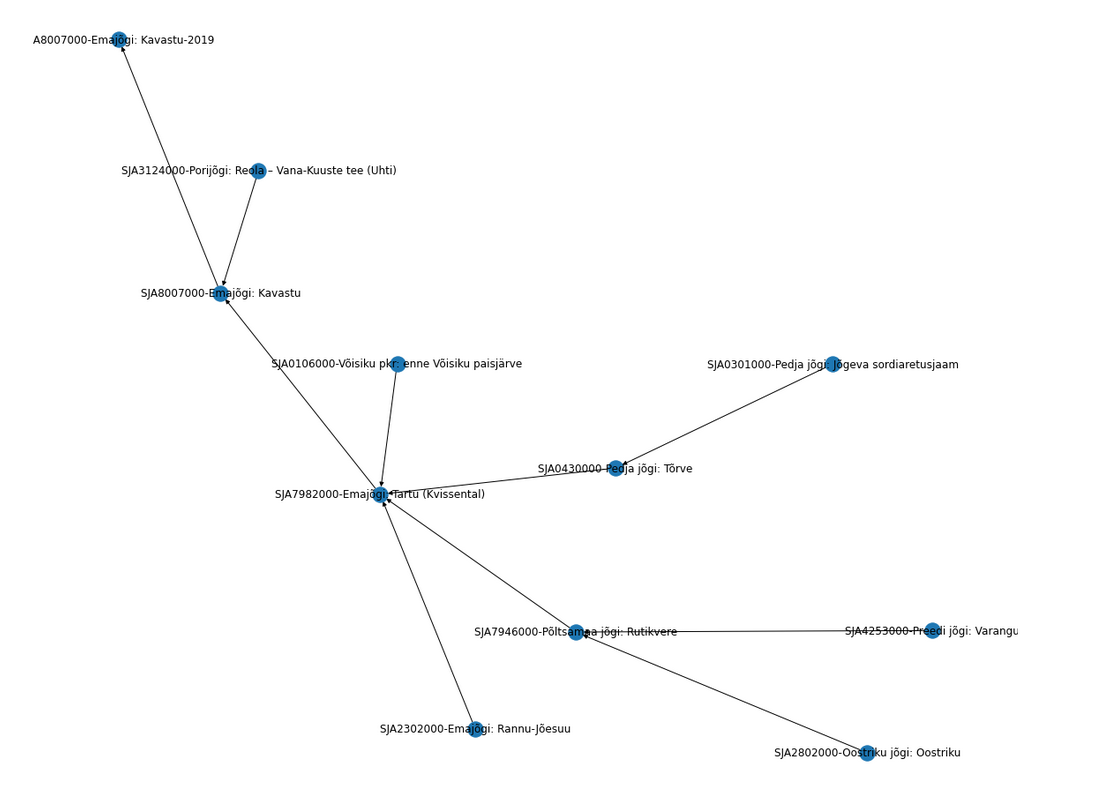 A8007000-Emajõgi: Kavastu-2019
SJA3124000-Porijõgi: Reola – Vana-Kuuste tee (Uhti)
SJA8007000-Emajõgi: Kavastu
SJA0106000-Võisiku pkr: enne Võisiku paisjärve
SJA0301000-Pedja jõgi: Jõgeva sordiaretusjaam
SJA0430000-Pedja jõgi: Tõrve
SJA7982000-Emajõgi: Tartu (Kvissental)
SJA7946000-Põltsamaa jõgi: Rutikvere
SJA4253000-Preedi jõgi: Varangu
SJA2302000-Emajõgi: Rannu-Jõesuu
SJA2802000-Oostriku jõgi: Oostriku